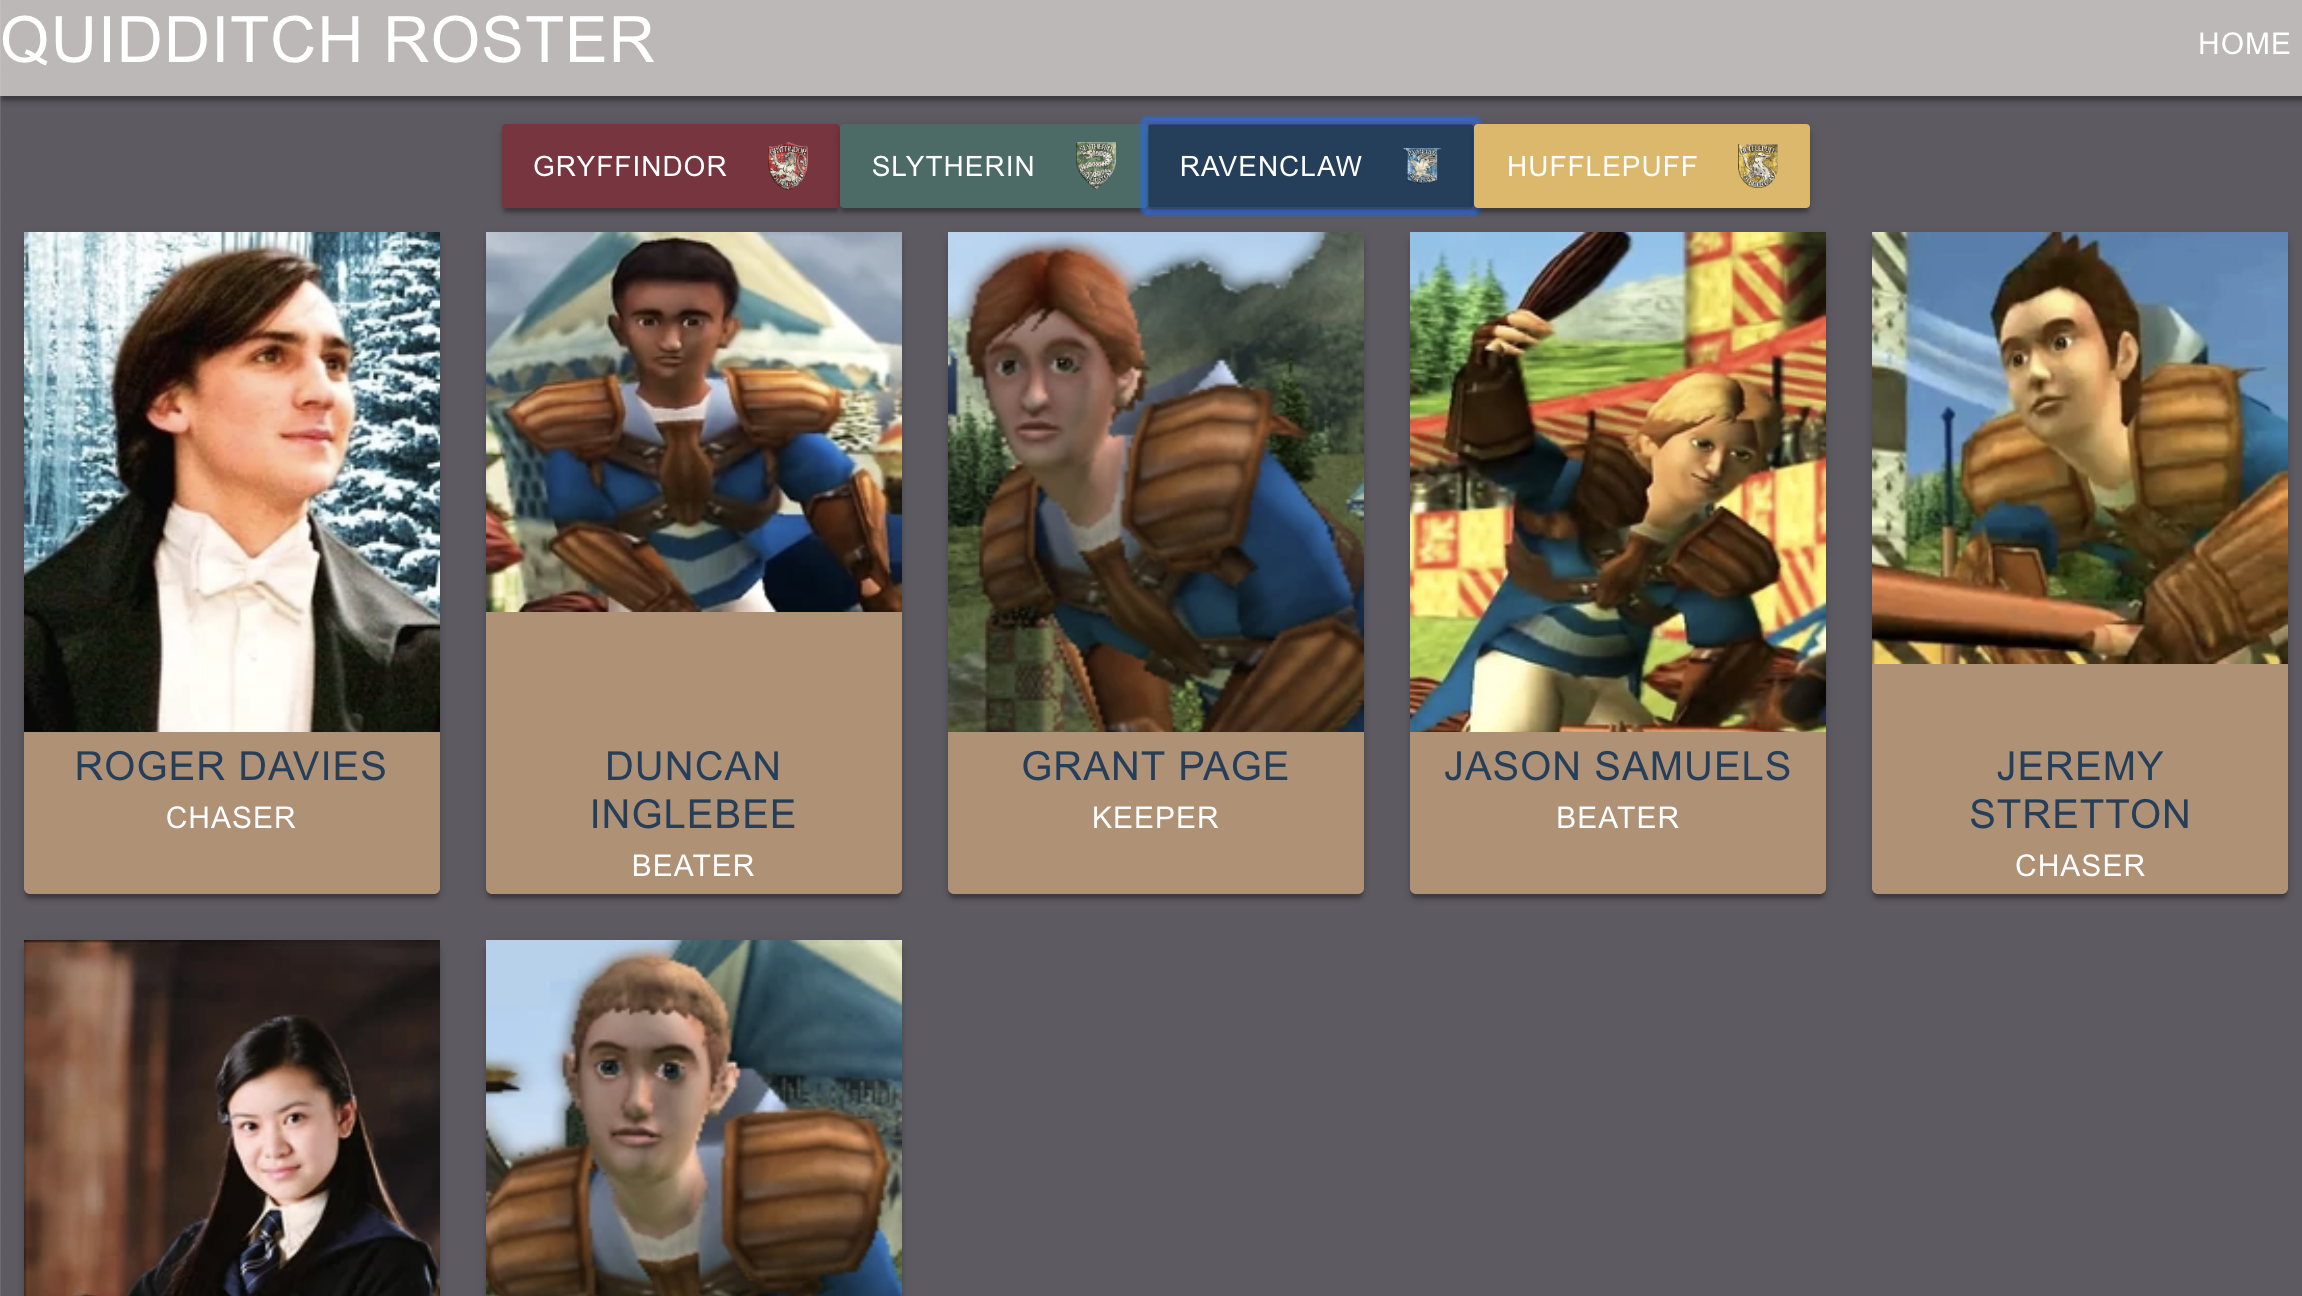 QUIDDITCH ROSTER
HOME
GRYFFINDOR
SLYTHERIN
RAVENCLAW
HUFFLEPUFF
ROGER DAVIES
CHASER
DUNCAN
INGLEBEE
BEATER
GRANT PAGE
KEEPER
JASON SAMUELS
BEATER
JEREMY
STRETTON
CHASER